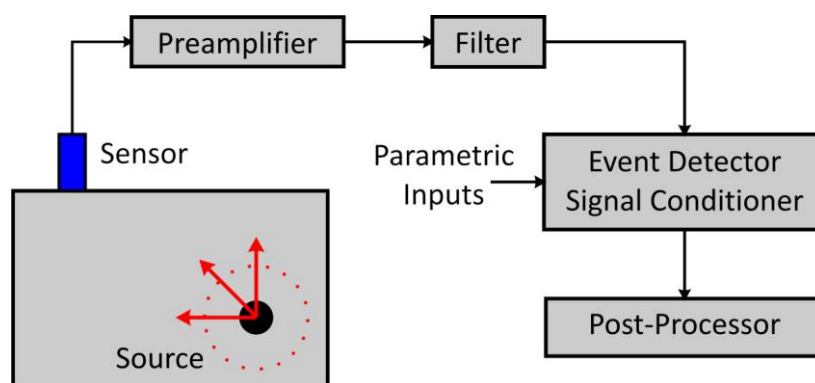 Preamplifier
Filter
Sensor
Parametric
Inputs
Event Detector
Signal Conditioner
Source
Post-Processor